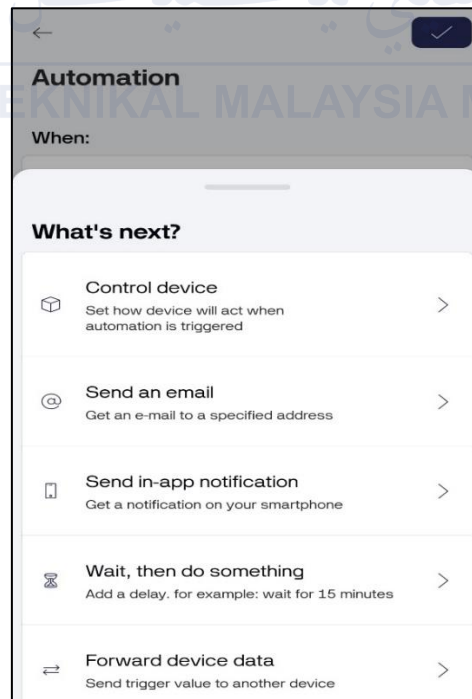 Automation
TEKNIKAL MALAYSIA
When:
What's next?
Control device
Set how device will act when
automation is triggered
@
Send an email
Get an e-mail to a specified address
Send in-app notification
Get a notification on your smartphone
Wait, then do something
Add a delay. for example: wait for 15 minutes
Forward device data
Send trigger value to another device